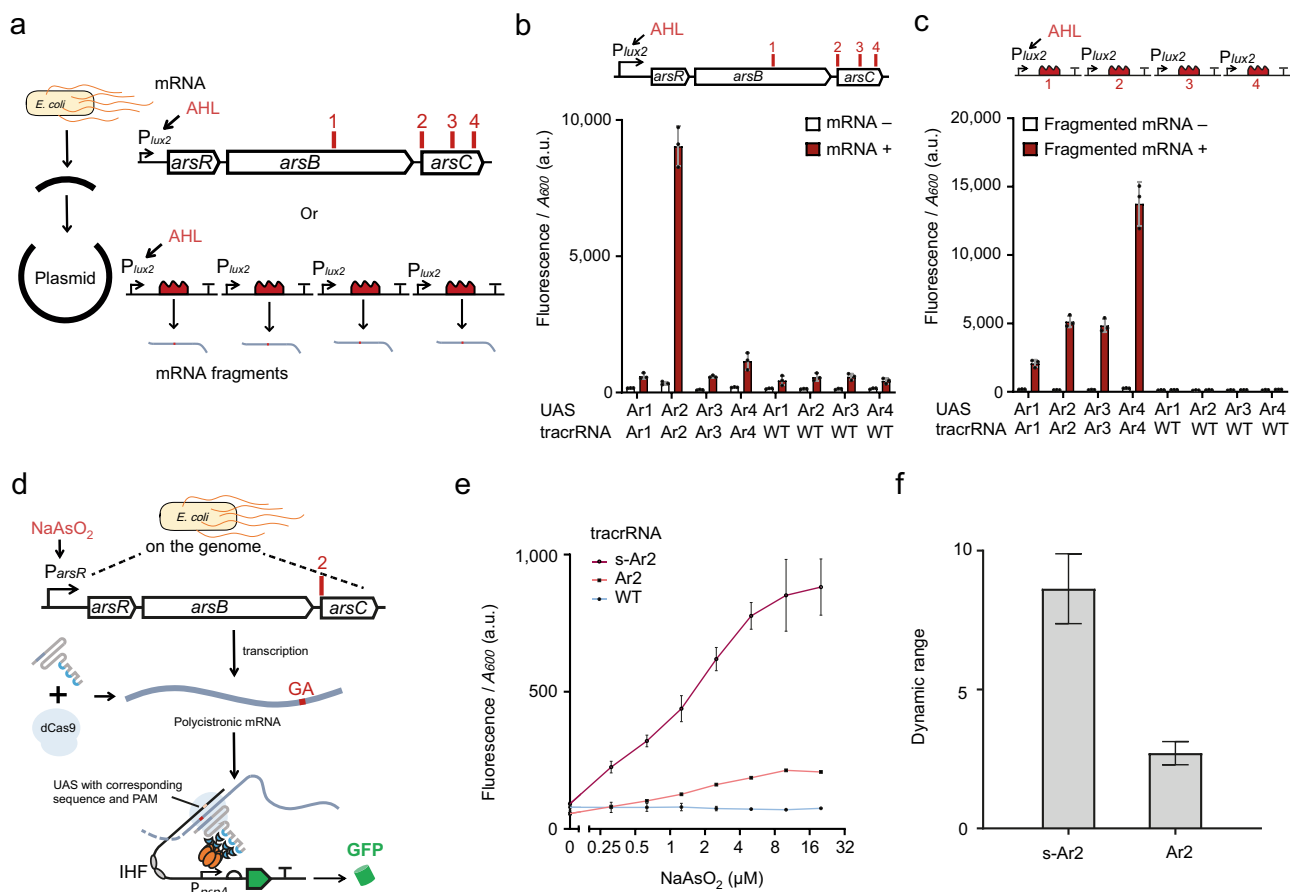 a
E. coli
mRNA
AHL
Plux2
1 2 3 4
arsR arsB arsC
Or
AHL
Plux2 Plux2 Plux2 Plux2
Plasmid
mRNA fragments
b
AHL
Plux2
1 2 3 4
arsR arsB arsC
10,000
5,000
0
Fluorescence / A600 (a.u.)
mRNA –
mRNA +
UAS Ar1 Ar2 Ar3 Ar4 Ar1 Ar2 Ar3 Ar4
tracrRNA Ar1 Ar2 Ar3 Ar4 WT WT WT WT
c
AHL
Plux2 Plux2 Plux2 Plux2
1 2 3 4
20,000
15,000
10,000
5,000
0
Fluorescence / A600 (a.u.)
Fragmented mRNA –
Fragmented mRNA +
UAS Ar1 Ar2 Ar3 Ar4 Ar1 Ar2 Ar3 Ar4
tracrRNA Ar1 Ar2 Ar3 Ar4 WT WT WT WT
d
E. coli
NaAsO2
on the genome
ParsR
2
arsR arsB arsC
transcription
GA
dCas9
Polycistronic mRNA
UAS with corresponding
sequence and PAM
IHF
GFP
PpspA
e
tracrRNA
s-Ar2
Ar2
WT
1,000
500
0
Fluorescence / A600 (a.u.)
0 0.25 0.5 1 2 4 8 16 32
NaAsO2 (µM)
f
10
5
0
Dynamic range
s-Ar2 Ar2